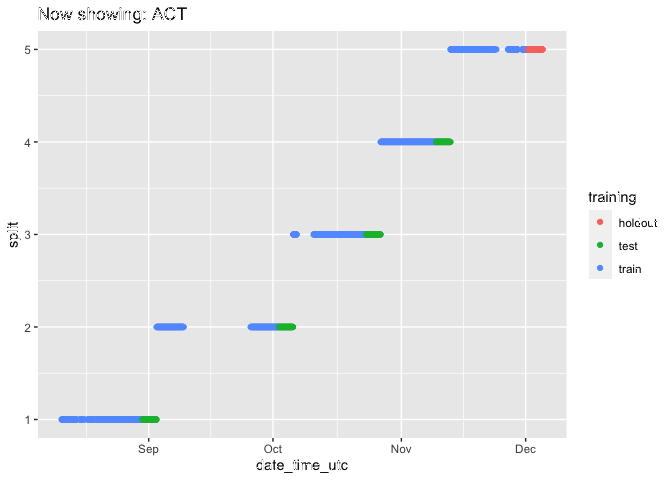 Now showing: ACT
5
4
3
2
1
split
Sep
Oct
Nov
Dec
date_time_utc
training
holdout
test
train